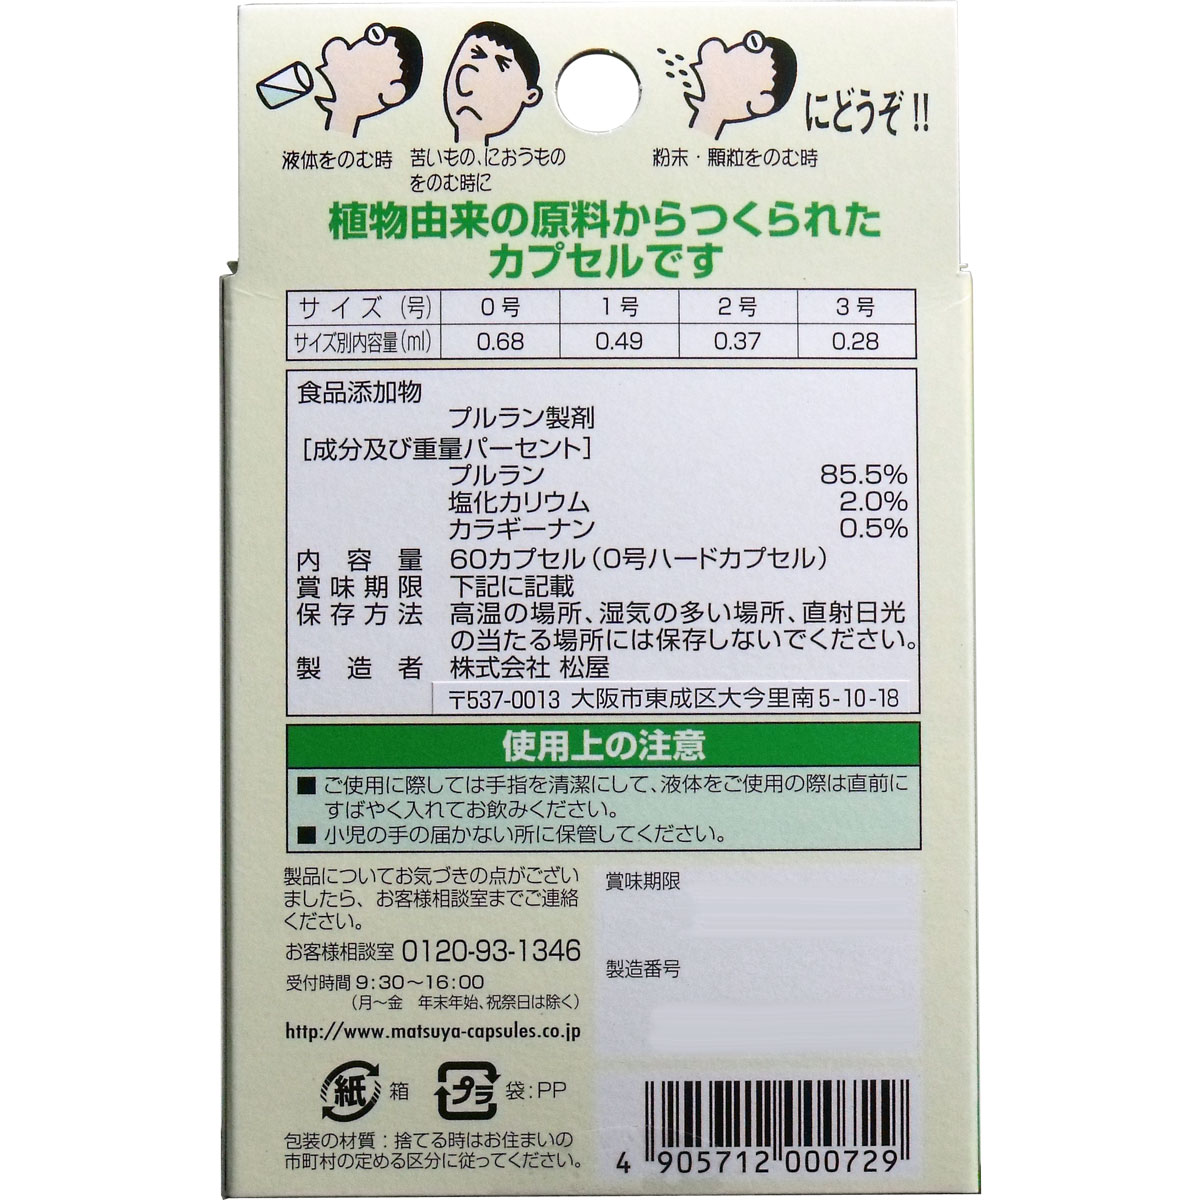 液体をのむ時
苦いもの、におうもの
をのむ時に
粉末・顆粒をのむ時
にどうぞ!!
植物由来の原料からつくられた
カプセルです
サイズ(号) 0号 1号 2号 3号
サイズ別内容量(ml) 0.68 0.49 0.37 0.28
食品添加物
プルラン製剤
[成分及び重量パーセント]
プルラン 85.5%
塩化カリウム 2.0%
カラギーナン 0.5%
内容量 60カプセル(0号ハードカプセル)
賞味期限 下記に記載
保存方法 高温の場所、湿気の多い場所、直射日光
の当たる場所には保存しないでください。
製造者 株式会社 松屋
〒537-0013 大阪市東成区大今里南5-10-18
使用上の注意
■ ご使用に際しては手指を清潔にして、液体をご使用の際は直前に
すばやく入れてお飲みください。
■ 小児の手の届かない所に保管してください。
製品についてお気づきの点がござい
ましたら、お客様相談室までご連絡
ください。
お客様相談室 0120-93-1346
受付時間 9:30～16:00
(月～金 年末年始、祝祭日は除く)
http://www.matsuya-capsules.co.jp
賞味期限
製造番号
紙 箱 プラ 袋:PP
包装の材質:捨てる時はお住まいの
市町村の定める区分に従ってください。
4 905712 000729